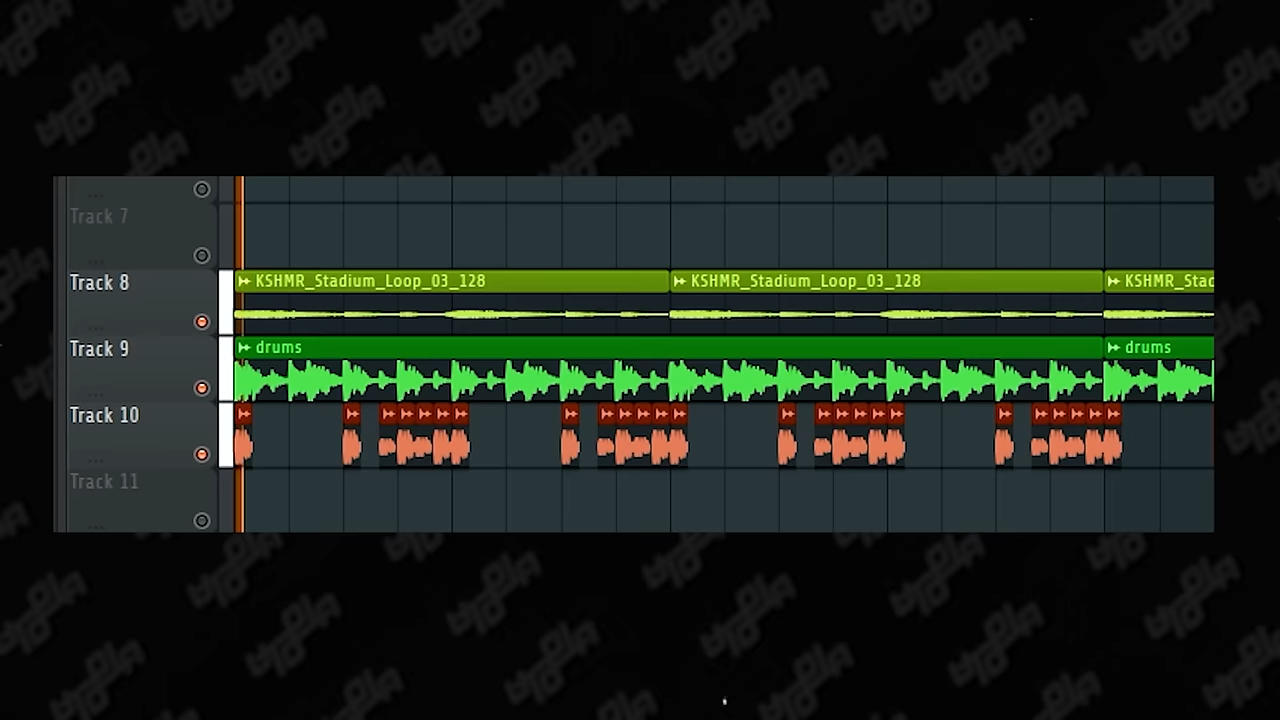 Track 7
Track 8
KSHMR_Stadium_Loop_03_128
KSHMR_Stadium_Loop_03_128
KSHMR_Stad
Track 9
drums
drums
Track 10
Track 11